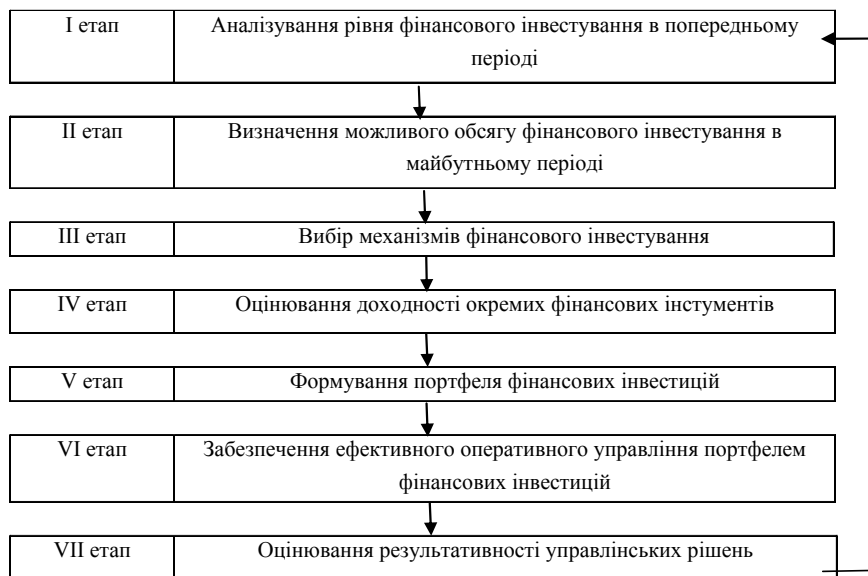 I етап
Аналізування рівня фінансового інвестування в попередньому
періоді
II етап
Визначення можливого обсягу фінансового інвестування в
майбутньому періоді
III етап
Вибір механізмів фінансового інвестування
IV етап
Оцінювання доходності окремих фінансових інстументів
V етап
Формування портфеля фінансових інвестицій
VI етап
Забезпечення ефективного оперативного управління портфелем
фінансових інвестицій
VII етап
Оцінювання результативності управлінських рішень